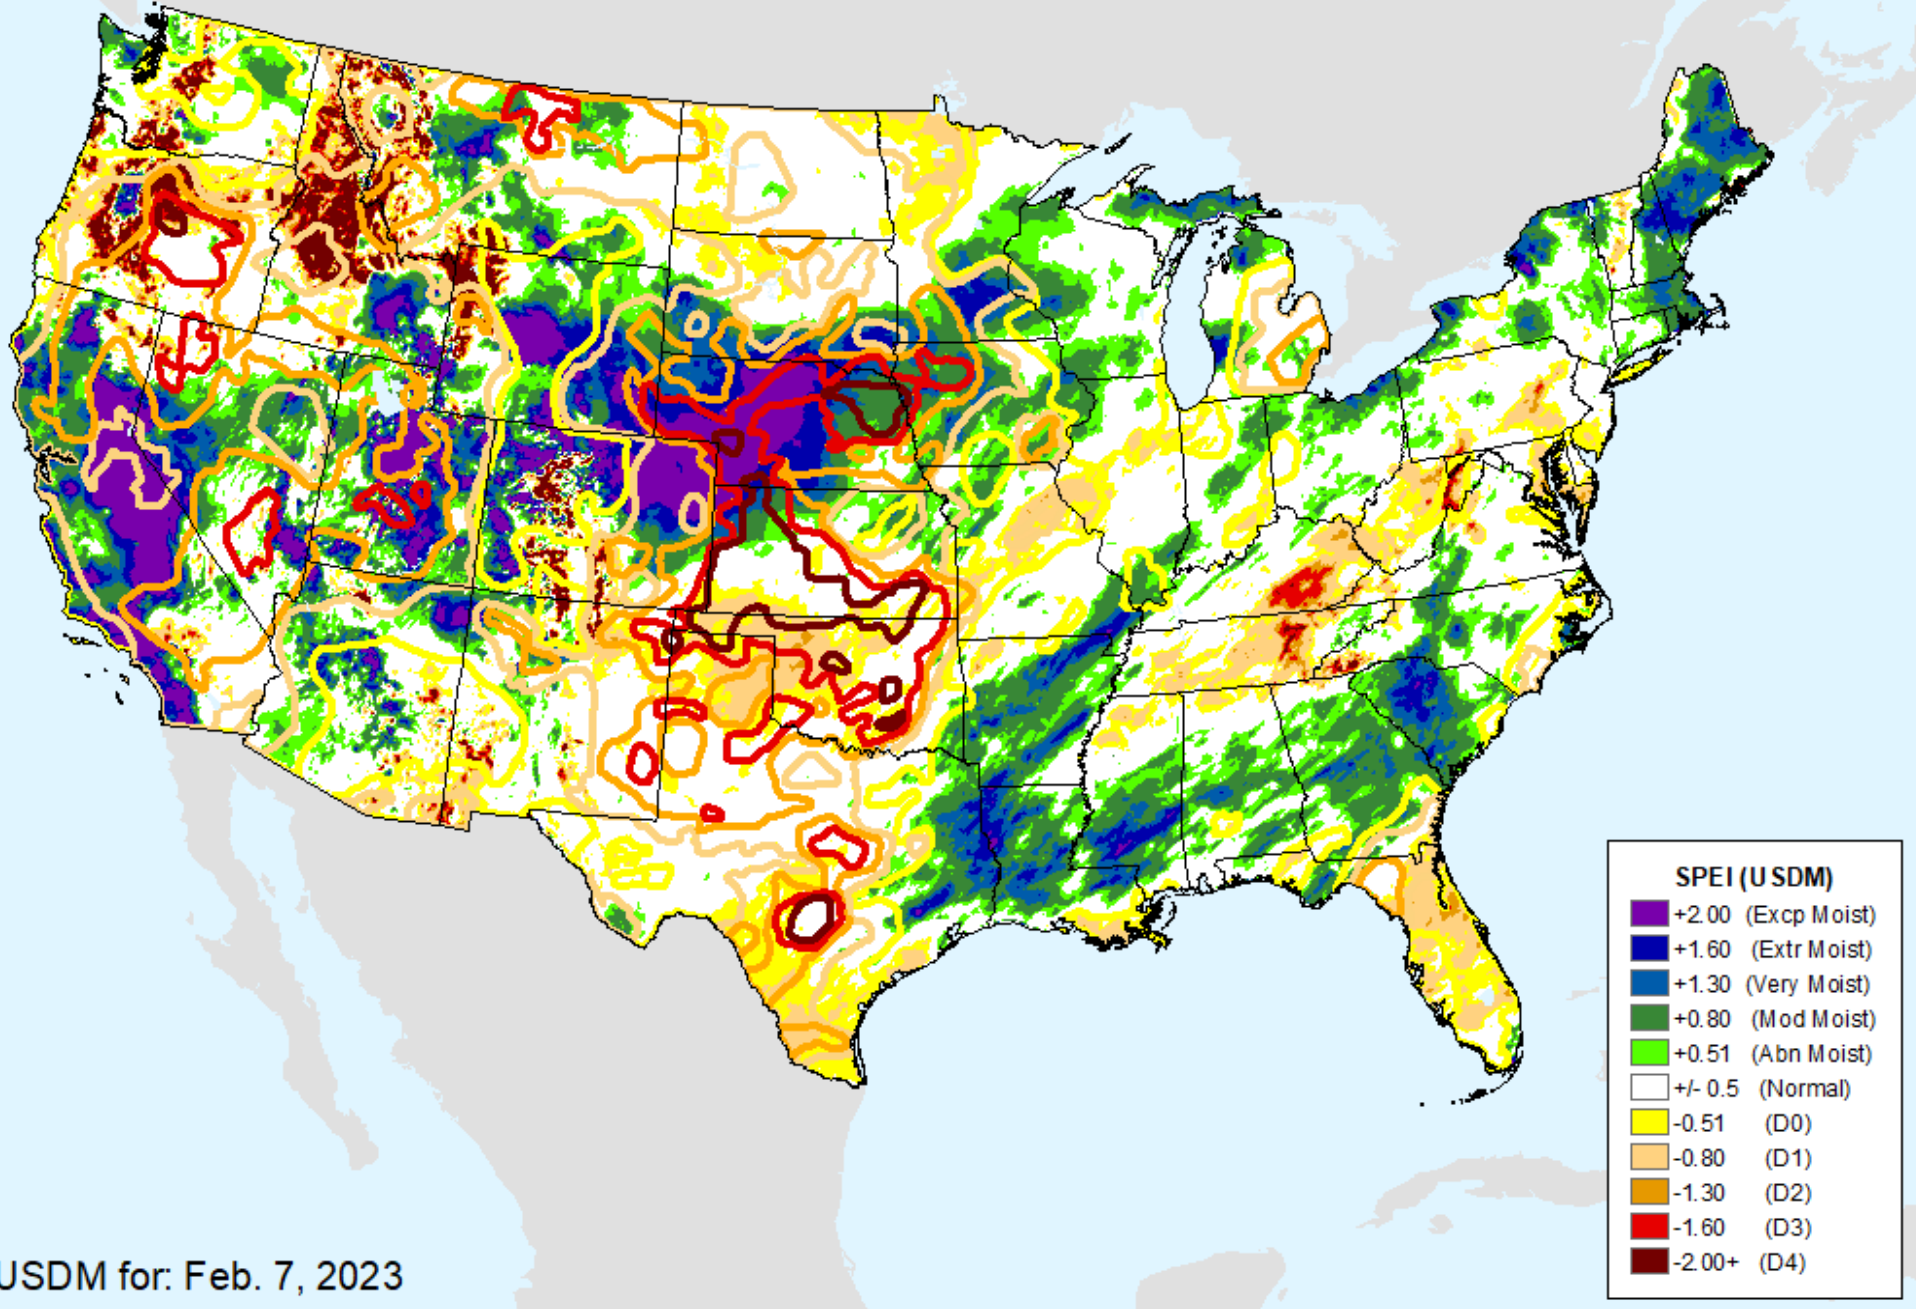 SPEI (USDM)
+2.00 (Excp Moist)
+1.60 (Extr Moist)
+1.30 (Very Moist)
+0.80 (Mod Moist)
+0.51 (Abn Moist)
+/- 0.5 (Normal)
-0.51 (D0)
-0.80 (D1)
-1.30 (D2)
-1.60 (D3)
-2.00+ (D4)
USDM for: Feb. 7, 2023